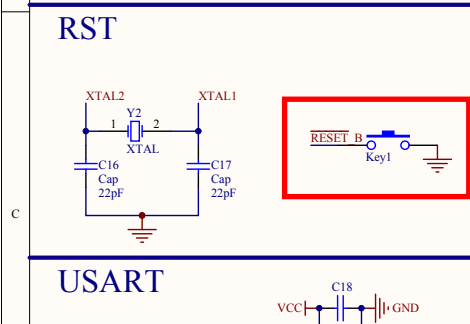 RST
XTAL2 XTAL1
Y2
1 2
XTAL
RESET_B
Key1
C16
Cap
22pF
C17
Cap
22pF
C
USART
C18
VCC GND